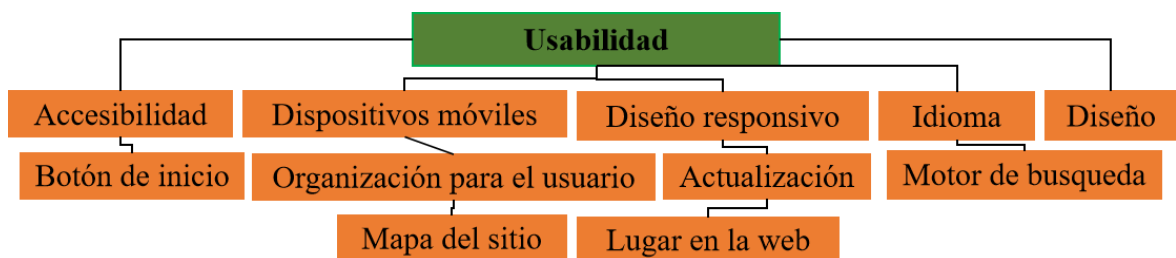 Usabilidad
Accesibilidad
Dispositivos móviles
Diseño responsivo
Idioma
Diseño
Botón de inicio
Organización para el usuario
Actualización
Motor de busqueda
Mapa del sitio
Lugar en la web